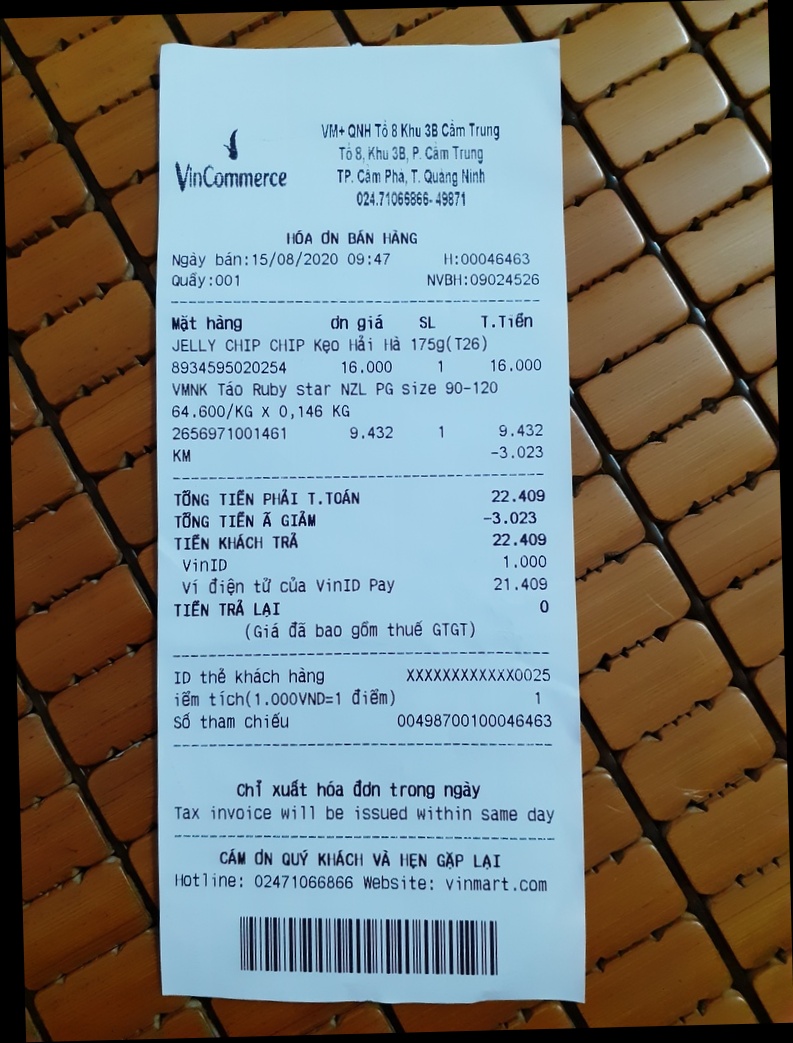 VinCommerce
VM+ QNH Tổ 8 Khu 3B Cẩm Trung
Tổ 8, Khu 3B, P. Cẩm Trung
TP. Cẩm Phả, T. Quảng Ninh
024.71066866-49871
HÓA ƠN BÁN HÀNG
Ngày bán:15/08/2020 09:47 H:00046463
Quầy:001 NVBH:09024526
Mặt hàng ơn giá SL T.Tiền
JELLY CHIP CHIP Kẹo Hải Hà 175g(T26)
8934595020254 16.000 1 16.000
VMNK Táo Ruby star NZL PG size 90-120
64.600/KG X 0,146 KG
2656971001461 9.432 1 9.432
KM -3.023
TỔNG TIỀN PHẢI T.TOÁN 22.409
TỔNG TIỀN Ã GIẢM -3.023
TIỀN KHÁCH TRẢ 22.409
VinID 1.000
Ví điện tử của VinID Pay 21.409
TIỀN TRẢ LẠI 0
(Giá đã bao gồm thuế GTGT)
ID thẻ khách hàng XXXXXXXXXXXX0025
iểm tích(1.000VND=1 điểm) 1
Số tham chiếu 00498700100046463
Chỉ xuất hóa đơn trong ngày
Tax invoice will be issued within same day
CÁM ƠN QUÝ KHÁCH VÀ HẸN GẶP LẠI
Hotline: 02471066866 Website: vinmart.com